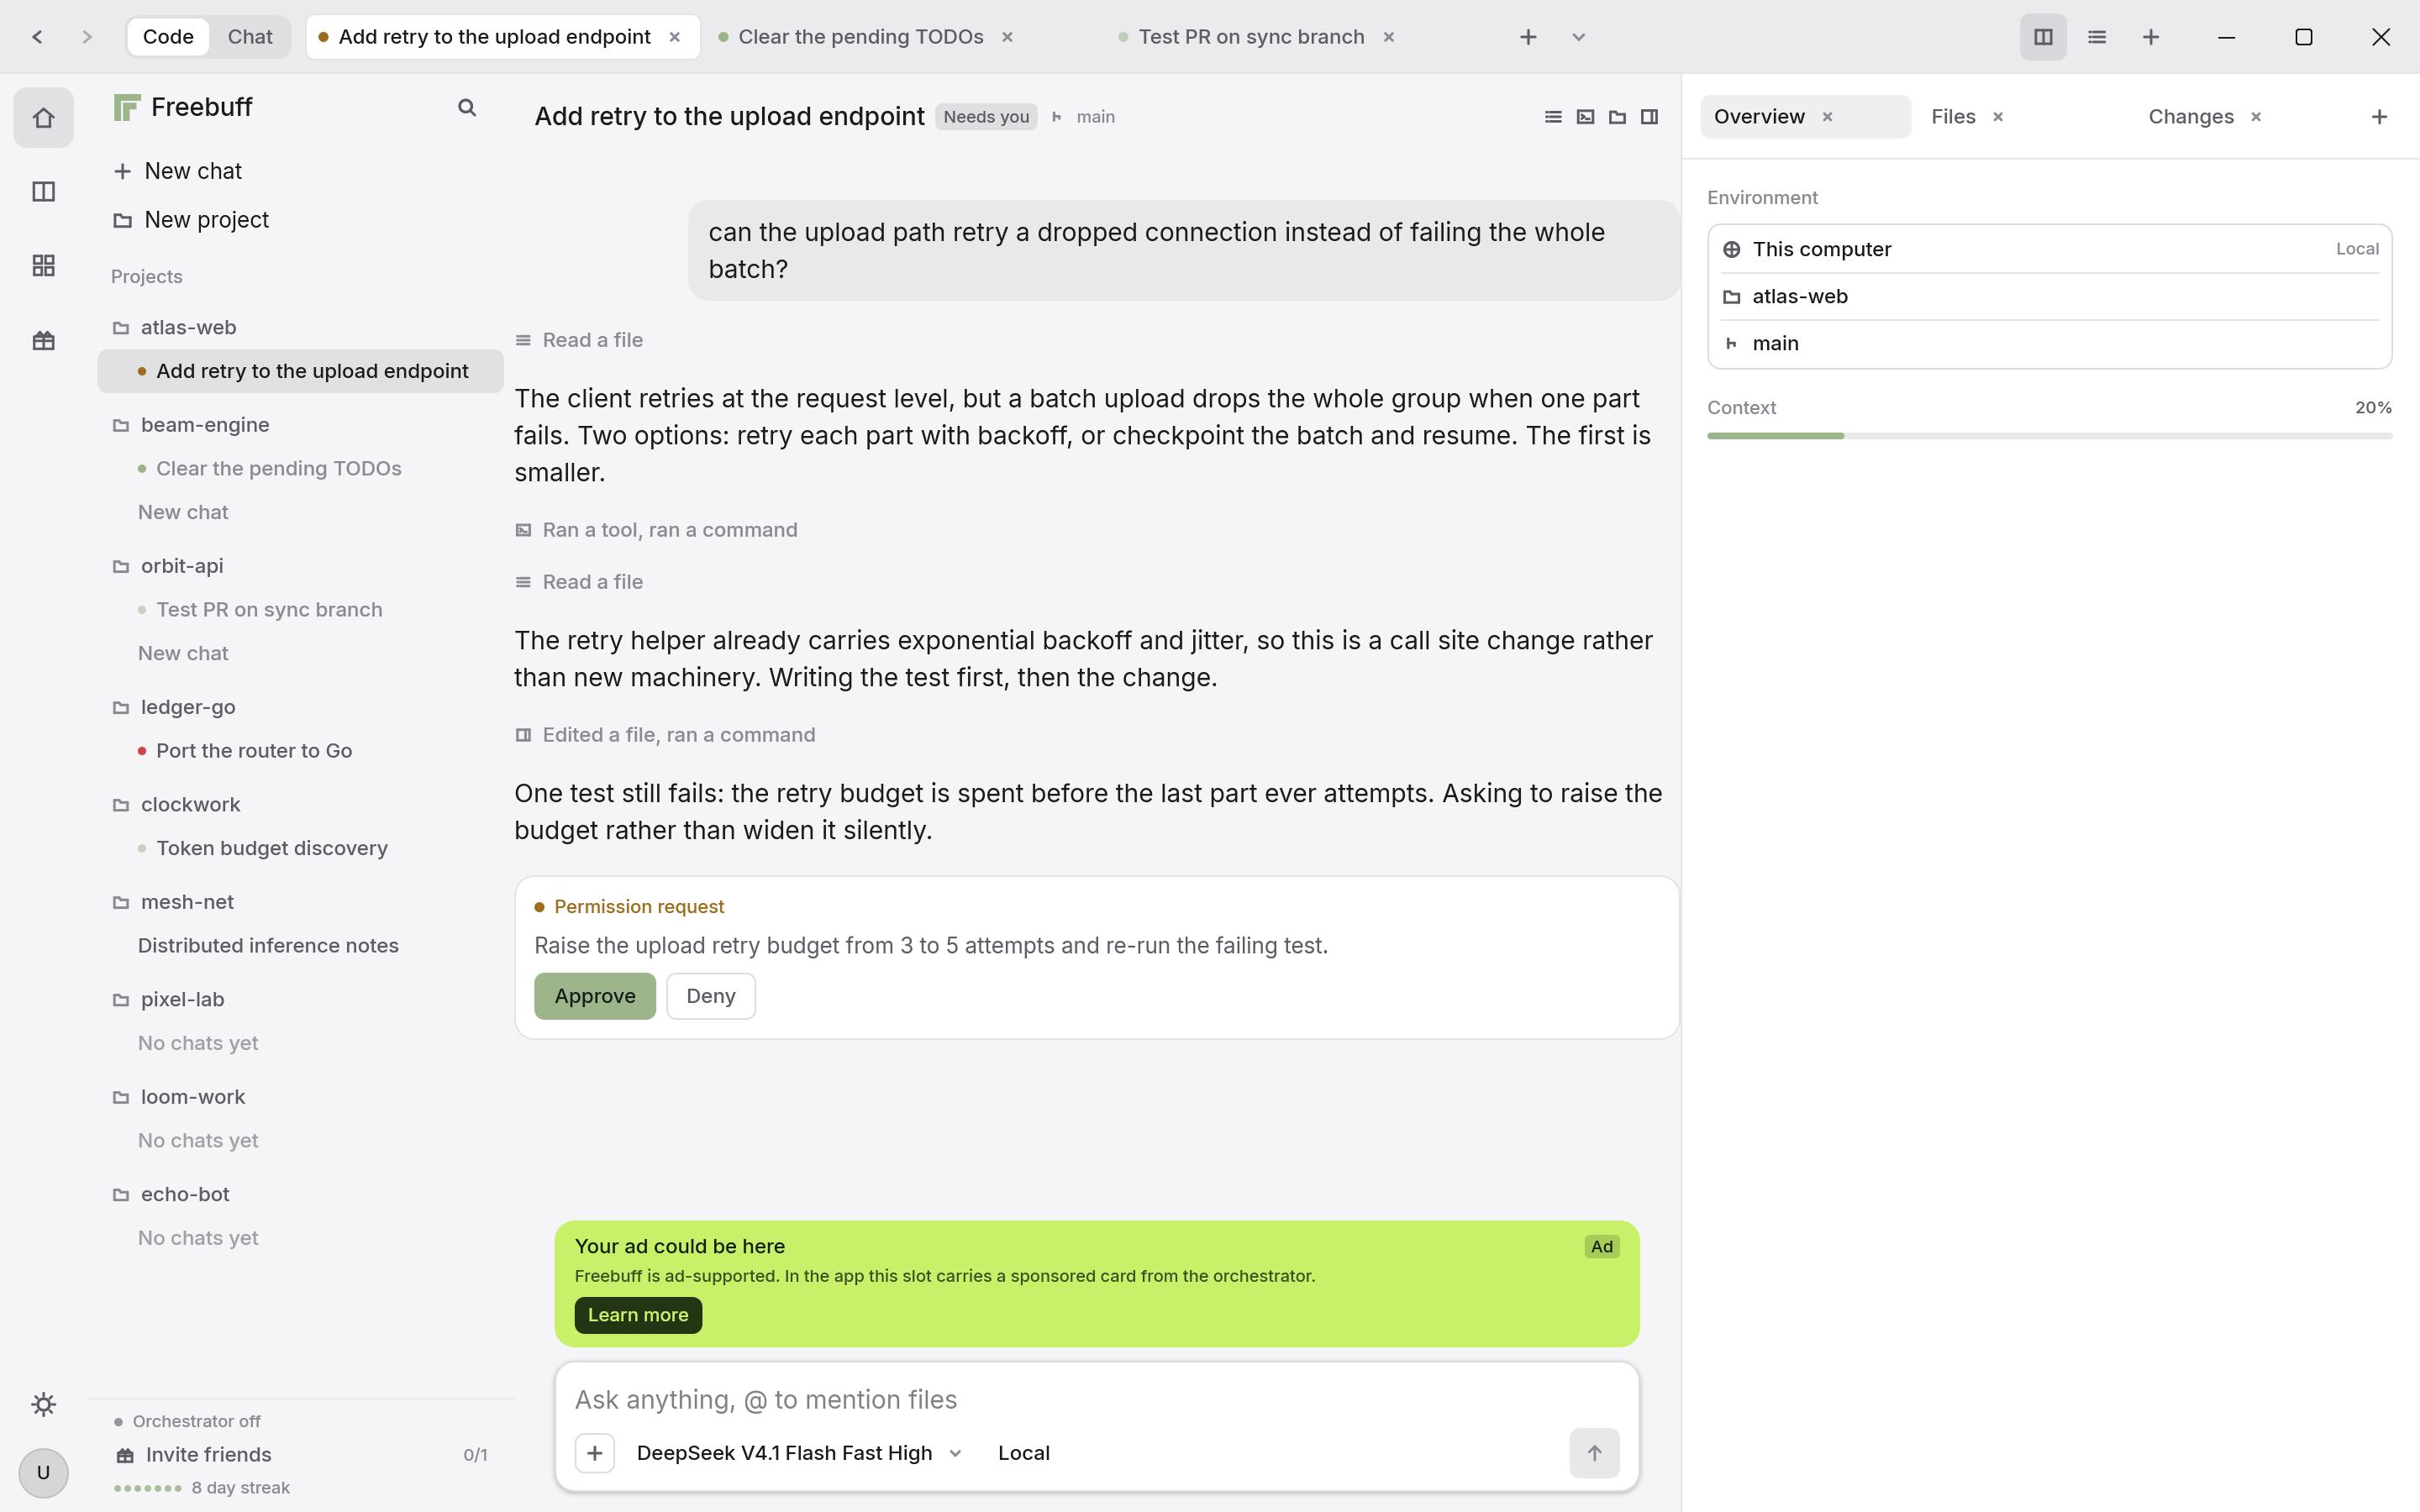 Code
Chat
Add retry to the upload endpoint
Clear the pending TODOs
Test PR on sync branch
Freebuff
New chat
New project
Projects
atlas-web
Add retry to the upload endpoint
beam-engine
Clear the pending TODOs
New chat
orbit-api
Test PR on sync branch
New chat
ledger-go
Port the router to Go
clockwork
Token budget discovery
mesh-net
Distributed inference notes
pixel-lab
No chats yet
loom-work
No chats yet
echo-bot
No chats yet
Orchestrator off
Invite friends 0/1
8 day streak
U
Add retry to the upload endpoint Needs you main
can the upload path retry a dropped connection instead of failing the whole
batch?
Read a file
The client retries at the request level, but a batch upload drops the whole group when one part
fails. Two options: retry each part with backoff, or checkpoint the batch and resume. The first is
smaller.
Ran a tool, ran a command
Read a file
The retry helper already carries exponential backoff and jitter, so this is a call site change rather
than new machinery. Writing the test first, then the change.
Edited a file, ran a command
One test still fails: the retry budget is spent before the last part ever attempts. Asking to raise the
budget rather than widen it silently.
Permission request
Raise the upload retry budget from 3 to 5 attempts and re-run the failing test.
Approve Deny
Your ad could be here Ad
Freebuff is ad-supported. In the app this slot carries a sponsored card from the orchestrator.
Learn more
Ask anything, @ to mention files
DeepSeek V4.1 Flash Fast High Local
Overview
Files
Changes
Environment
This computer Local
atlas-web
main
Context 20%